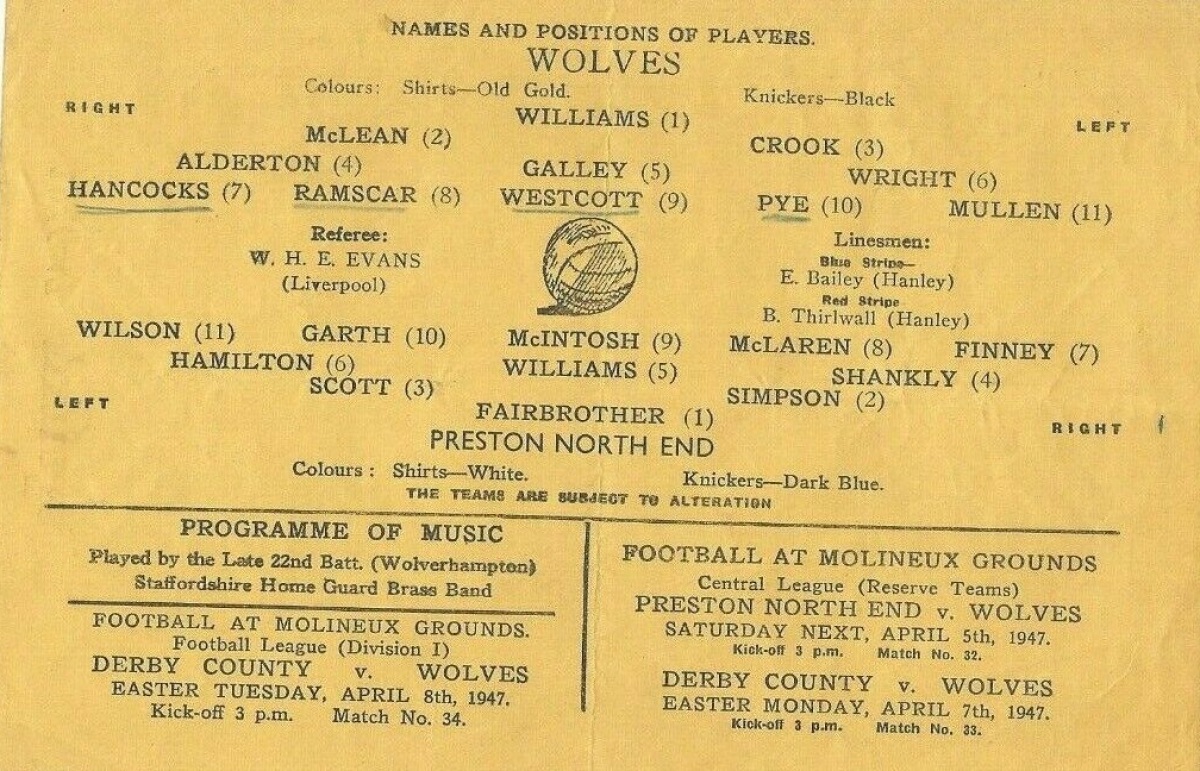 NAMES AND POSITIONS OF PLAYERS.
WOLVES
Colours: Shirts—Old Gold. Knickers—Black
RIGHT
LEFT
WILLIAMS (1)
McLEAN (2) CROOK (3)
ALDERTON (4) GALLEY (5) WRIGHT (6)
HANCOCKS (7) RAMSCAR (8) WESTCOTT (9) PYE (10) MULLEN (11)
Referee:
W. H. E. EVANS
(Liverpool)
Linesmen:
Blue Stripe—
E. Bailey (Hanley)
Red Stripe
B. Thirlwall (Hanley)
WILSON (11) GARTH (10) McINTOSH (9) McLAREN (8) FINNEY (7)
HAMILTON (6) WILLIAMS (5) SHANKLY (4)
SCOTT (3) SIMPSON (2)
LEFT
FAIRBROTHER (1)
RIGHT
PRESTON NORTH END
Colours : Shirts—White. Knickers—Dark Blue.
THE TEAMS ARE SUBJECT TO ALTERATION
PROGRAMME OF MUSIC
Played by the Late 22nd Batt. (Wolverhampton)
Staffordshire Home Guard Brass Band
FOOTBALL AT MOLINEUX GROUNDS.
Football League (Division I)
DERBY COUNTY v. WOLVES
EASTER TUESDAY, APRIL 8th, 1947.
Kick-off 3 p.m. Match No. 34.
FOOTBALL AT MOLINEUX GROUNDS
Central League (Reserve Teams)
PRESTON NORTH END v. WOLVES
SATURDAY NEXT, APRIL 5th, 1947.
Kick-off 3 p.m. Match No. 32.
DERBY COUNTY v. WOLVES
EASTER MONDAY, APRIL 7th, 1947.
Kick-off 3 p.m. Match No. 33.